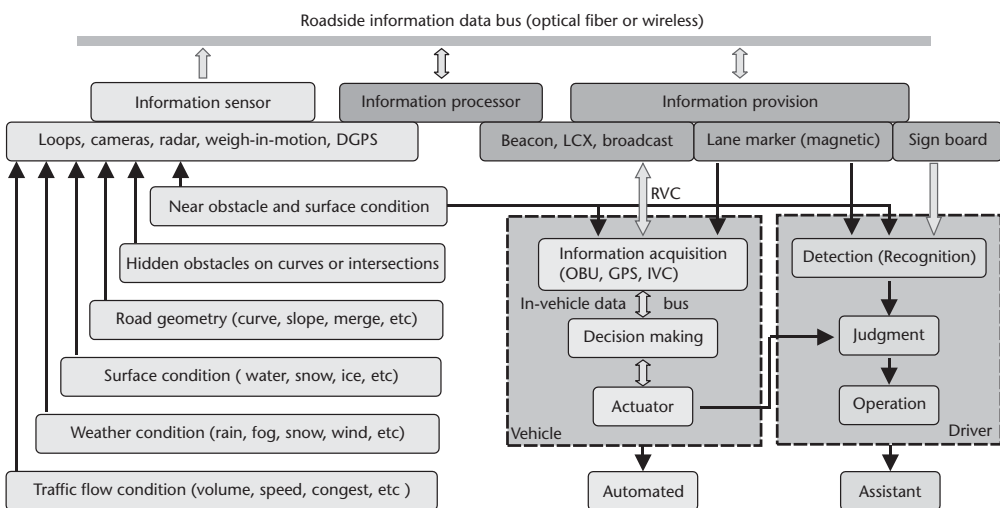 Roadside information data bus (optical fiber or wireless)
Information sensor
Information processor
Information provision
Loops, cameras, radar, weigh-in-motion, DGPS
Beacon, LCX, broadcast
Lane marker (magnetic)
Sign board
RVC
Near obstacle and surface condition
Hidden obstacles on curves or intersections
Road geometry (curve, slope, merge, etc)
Surface condition ( water, snow, ice, etc)
Weather condition (rain, fog, snow, wind, etc)
Traffic flow condition (volume, speed, congest, etc )
Information acquisition
(OBU, GPS, IVC)
In-vehicle data bus
Decision making
Actuator
Vehicle
Automated
Detection (Recognition)
Judgment
Operation
Driver
Assistant